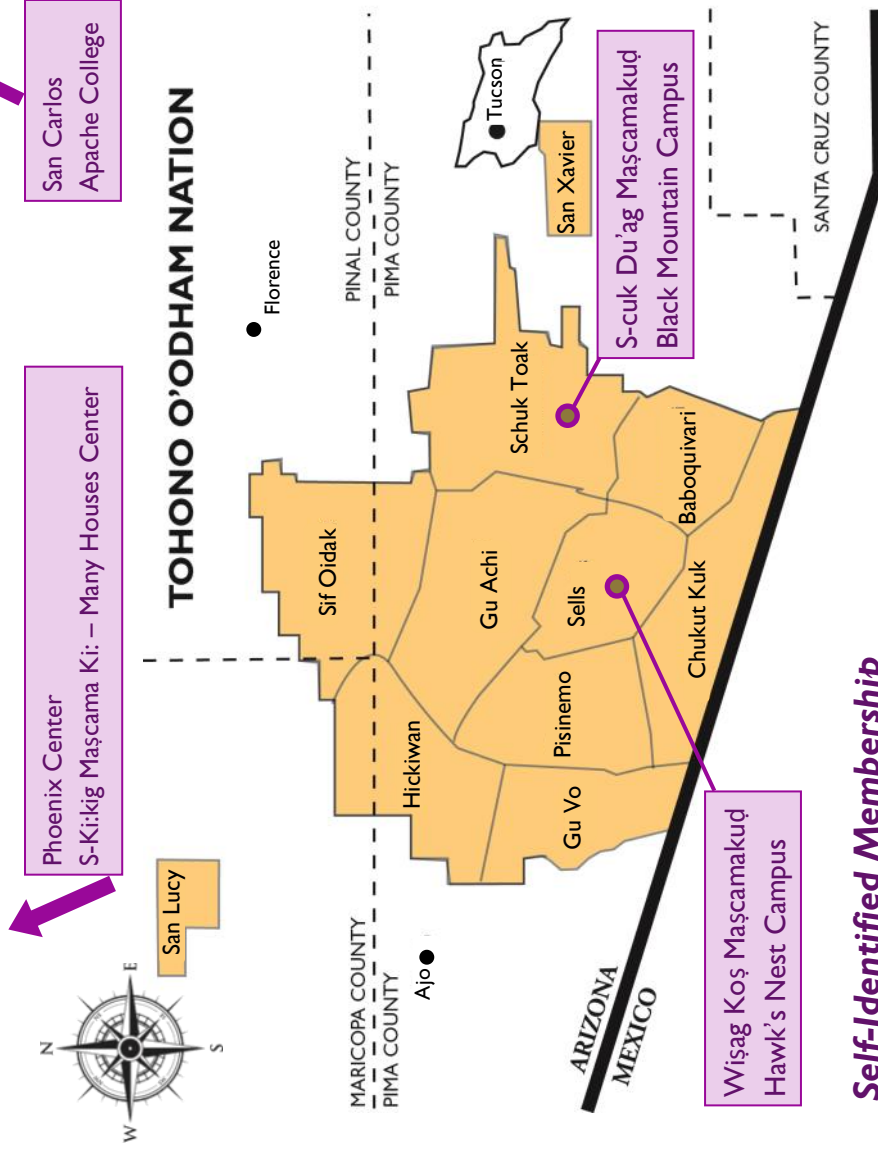 San Carlos
Apache College
Phoenix Center
S-Ki:kig Maṣcama Ki: – Many Houses Center
TOHONO O'ODHAM NATION
N
W
E
S
San Lucy
Florence
MARICOPA COUNTY
PIMA COUNTY
PINAL COUNTY
PIMA COUNTY
Sif Oidak
Hickiwan
Ajo
Gu Achi
Schuk Toak
Tucson
San Xavier
Gu Vo
Pisinemo
Sells
Baboquivari
Chukut Kuk
S-cuk Du'ag Maṣcamakuḍ
Black Mountain Campus
ARIZONA
MEXICO
SANTA CRUZ COUNTY
Wiṣag Koṣ Maṣcamakuḍ
Hawk's Nest Campus
Self-Identified Membership